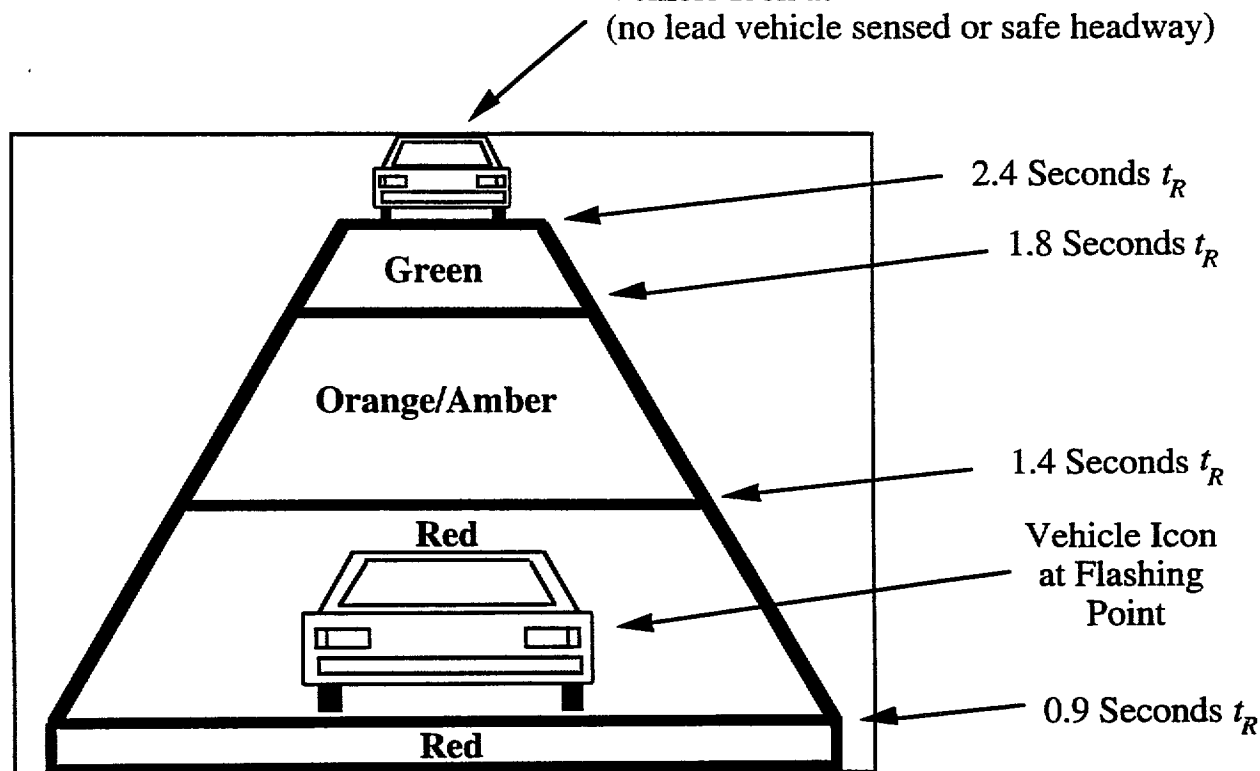 (no lead vehicle sensed or safe headway)
2.4 Seconds t_R
Green
1.8 Seconds t_R
Orange/Amber
1.4 Seconds t_R
Red
Vehicle Icon
at Flashing
Point
0.9 Seconds t_R
Red